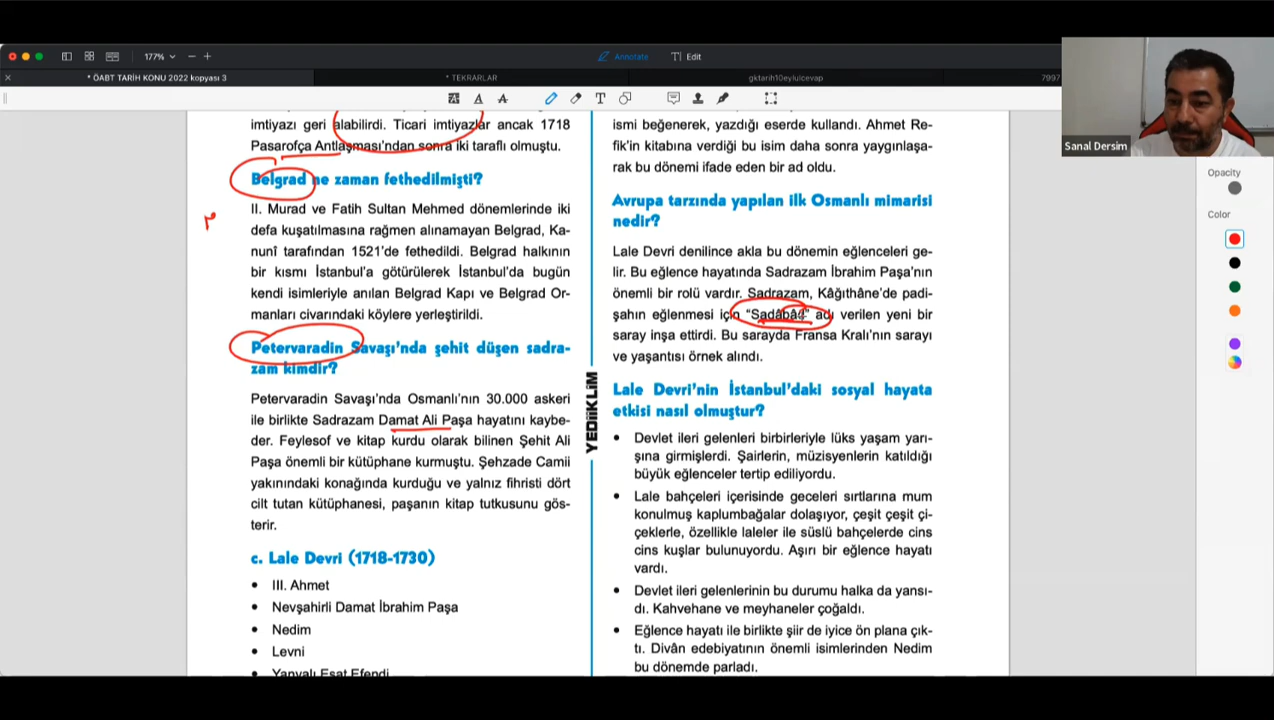 177%
Annotate
Edit
* ÖABT TARİH KONU 2022 kopyası 3
* TEKRARLAR
gktarih10eylulcevap
7997
Sanal Dersim
Opacity
Color
imtiyazı geri alabilirdi. Ticari imtiyazlar ancak 1718
Pasarofça Antlaşması'ndan sonra iki taraflı olmuştu.
Belgrad ne zaman fethedilmişti?
II. Murad ve Fatih Sultan Mehmed dönemlerinde iki
defa kuşatılmasına rağmen alınamayan Belgrad, Ka-
nunî tarafından 1521'de fethedildi. Belgrad halkının
bir kısmı İstanbul'a götürülerek İstanbul'da bugün
kendi isimleriyle anılan Belgrad Kapı ve Belgrad Or-
manları civarındaki köylere yerleştirildi.
Petervaradin Savaşı'nda şehit düşen sadra-
zam kimdir?
Petervaradin Savaşı'nda Osmanlı'nın 30.000 askeri
ile birlikte Sadrazam Damat Ali Paşa hayatını kaybe-
der. Feylesof ve kitap kurdu olarak bilinen Şehit Ali
Paşa önemli bir kütüphane kurmuştu. Şehzade Camii
yakınındaki konağında kurduğu ve yalnız fihristi dört
cilt tutan kütüphanesi, paşanın kitap tutkusunu gös-
terir.
c. Lale Devri (1718-1730)
• III. Ahmet
• Nevşahirli Damat İbrahim Paşa
• Nedim
• Levni
• Yanyalı Esat Efendi
YEDİİKLİM
ismi beğenerek, yazdığı eserde kullandı. Ahmet Re-
fik'in kitabına verdiği bu isim daha sonra yaygınlaşa-
rak bu dönemi ifade eden bir ad oldu.
Avrupa tarzında yapılan ilk Osmanlı mimarisi
nedir?
Lale Devri denilince akla bu dönemin eğlenceleri ge-
lir. Bu eğlence hayatında Sadrazam İbrahim Paşa'nın
önemli bir rolü vardır. Sadrazam, Kâğıthâne'de padi-
şahın eğlenmesi için "Sadâbâd" adı verilen yeni bir
saray inşa ettirdi. Bu sarayda Fransa Kralı'nın sarayı
ve yaşantısı örnek alındı.
Lale Devri'nin İstanbul'daki sosyal hayata
etkisi nasıl olmuştur?
• Devlet ileri gelenleri birbirleriyle lüks yaşam yarı-
şına girmişlerdi. Şairlerin, müzisyenlerin katıldığı
büyük eğlenceler tertip ediliyordu.
• Lale bahçeleri içerisinde geceleri sırtlarına mum
konulmuş kaplumbağalar dolaşıyor, çeşit çeşit çi-
çeklerle, özellikle laleler ile süslü bahçelerde cins
cins kuşlar bulunuyordu. Aşırı bir eğlence hayatı
vardı.
• Devlet ileri gelenlerinin bu durumu halka da yansı-
dı. Kahvehane ve meyhaneler çoğaldı.
• Eğlence hayatı ile birlikte şiir de iyice ön plana çık-
tı. Divân edebiyatının önemli isimlerinden Nedim
bu dönemde parladı.